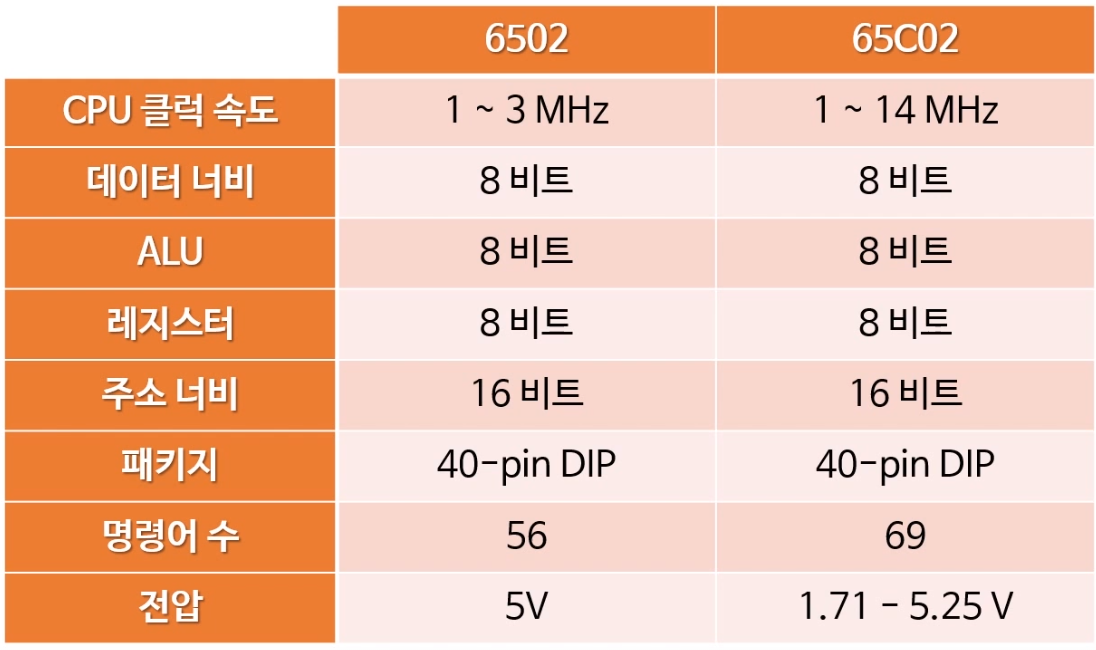 6502 65C02
CPU 클럭 속도 1 ~ 3 MHz 1 ~ 14 MHz
데이터 너비 8 비트 8 비트
ALU 8 비트 8 비트
레지스터 8 비트 8 비트
주소 너비 16 비트 16 비트
패키지 40-pin DIP 40-pin DIP
명령어 수 56 69
전압 5V 1.71 - 5.25 V